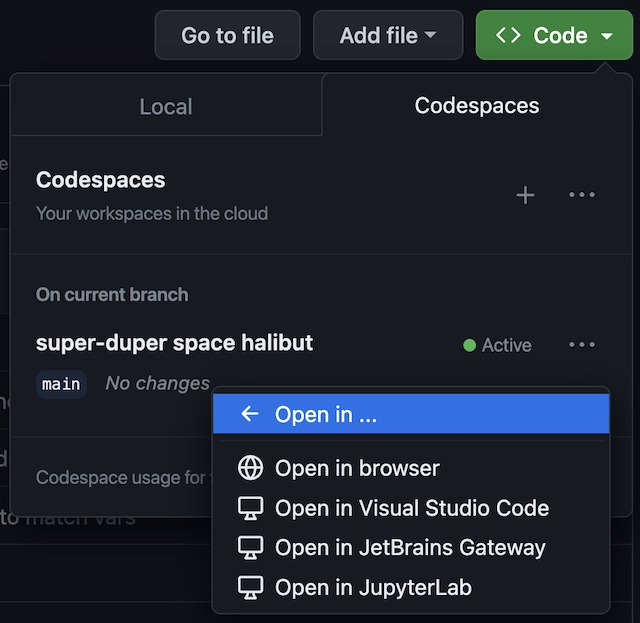 Go to file
Add file
Code
Local
Codespaces
Codespaces
Your workspaces in the cloud
On current branch
super-duper space halibut
Active
main
No changes
Open in ...
Open in browser
Codespace usage for
Open in Visual Studio Code
to match vars
Open in JetBrains Gateway
Open in JupyterLab